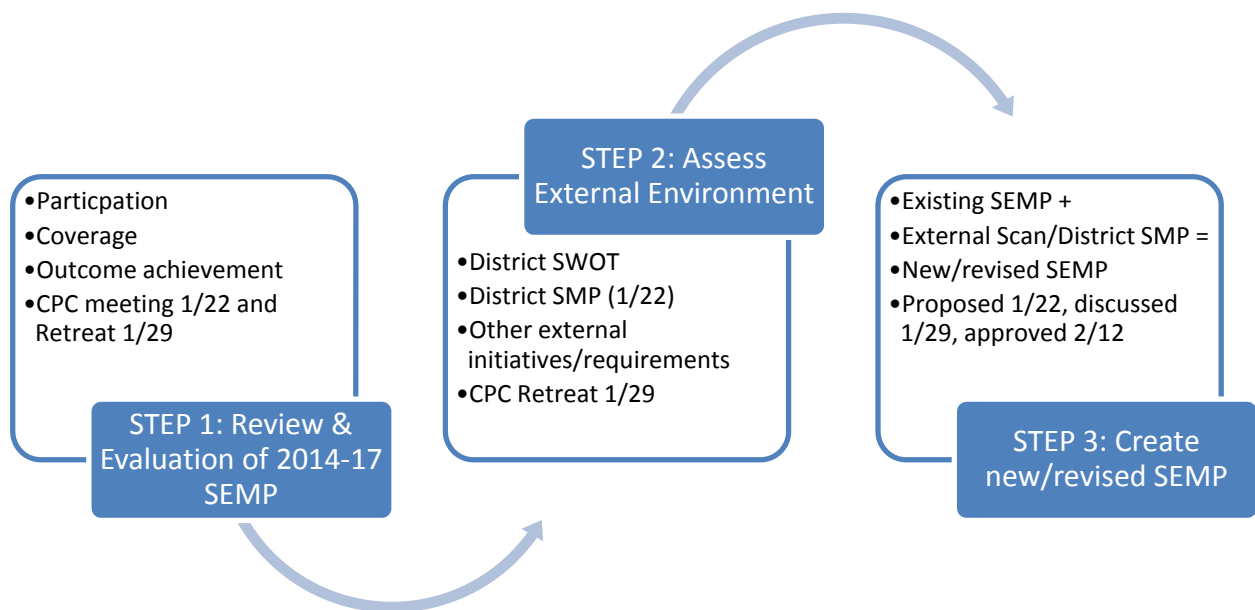 •Particpation
•Coverage
•Outcome achievement
•CPC meeting 1/22 and
Retreat 1/29
STEP 1: Review &
Evaluation of 2014-17
SEMP
STEP 2: Assess
External Environment
•District SWOT
•District SMP (1/22)
•Other external
initiatives/requirements
•CPC Retreat 1/29
•Existing SEMP +
•External Scan/District SMP =
•New/revised SEMP
•Proposed 1/22, discussed
1/29, approved 2/12
STEP 3: Create
new/revised SEMP